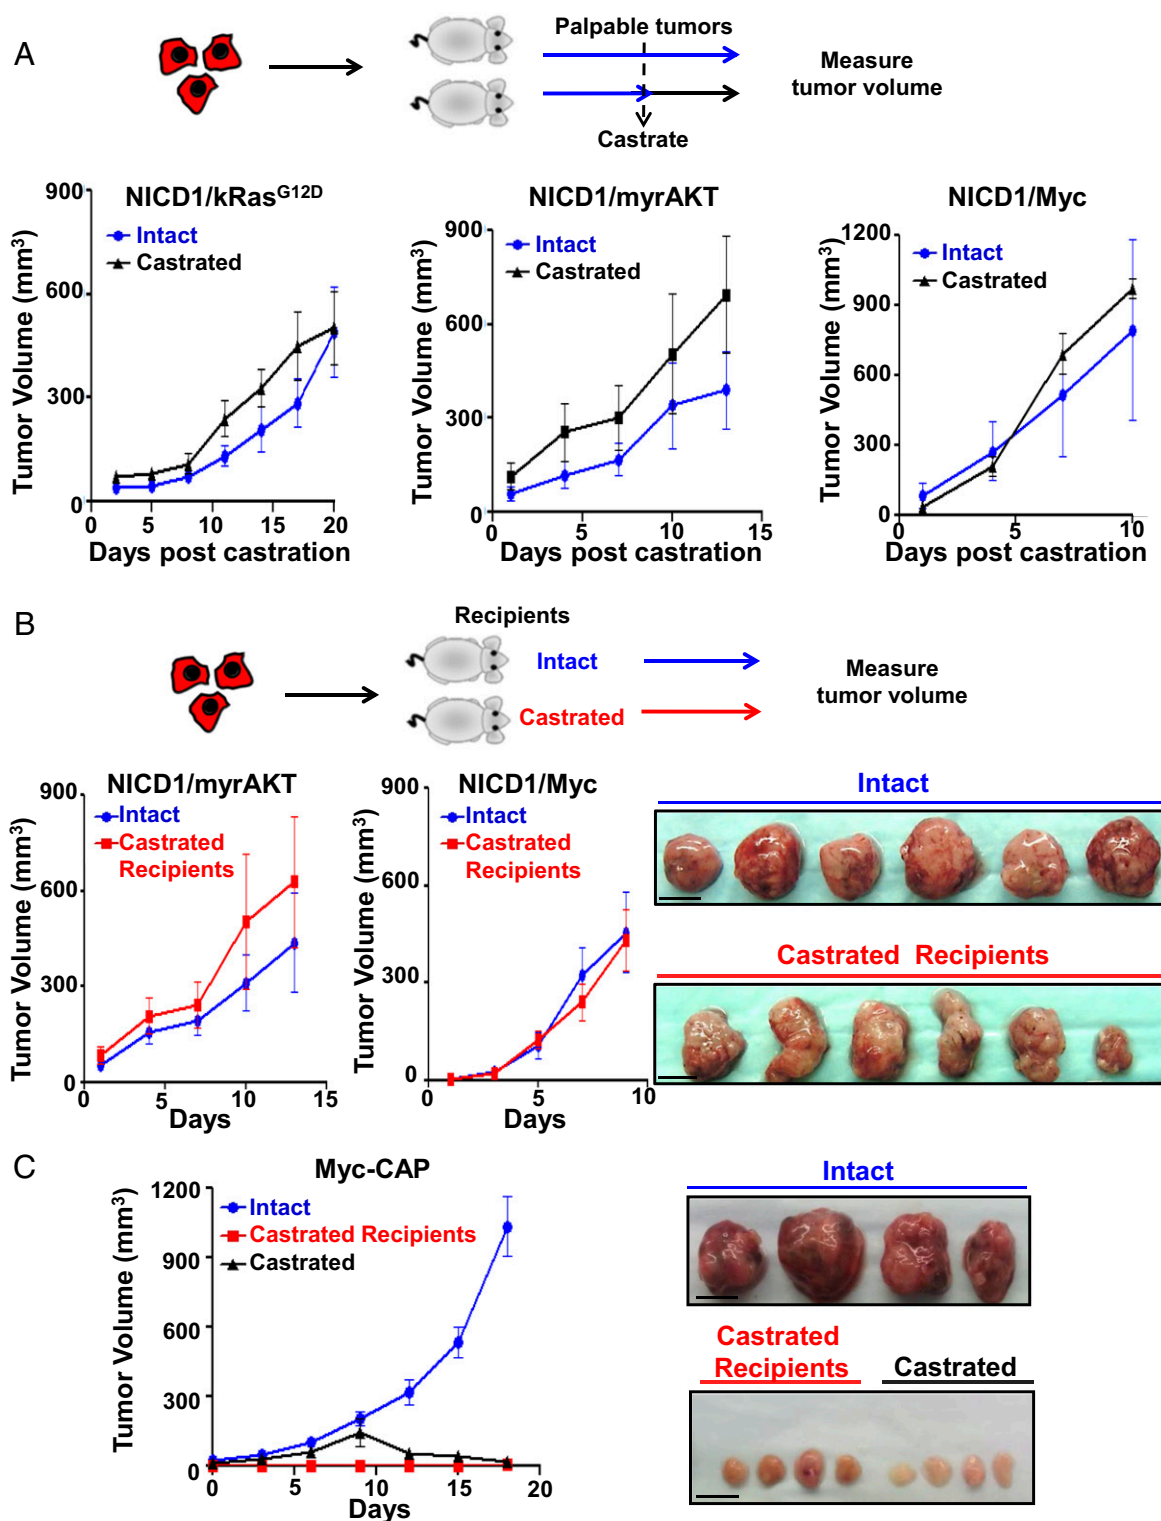 A
Palpable tumors
Measure
tumor volume
Castrate
NICD1/kRasG12D
Intact
Castrated
Tumor Volume (mm3)
900
600
300
0
0 5 10 15 20
Days post castration
NICD1/myrAKT
Intact
Castrated
Tumor Volume (mm3)
900
600
300
0
0 5 10 15
Days post castration
NICD1/Myc
Intact
Castrated
Tumor Volume (mm3)
1200
900
600
300
0
0 5 10
Days post castration
B
Recipients
Intact
Castrated
Measure
tumor volume
NICD1/myrAKT
Intact
Castrated
Recipients
Tumor Volume (mm3)
900
600
300
0
0 5 10 15
Days
NICD1/Myc
Intact
Castrated
Recipients
Tumor Volume (mm3)
900
600
300
0
0 5 10
Days
Intact
Castrated Recipients
C
Myc-CAP
Intact
Castrated Recipients
Castrated
Tumor Volume (mm3)
1200
900
600
300
0
0 5 10 15 20
Days
Intact
Castrated
Recipients
Castrated